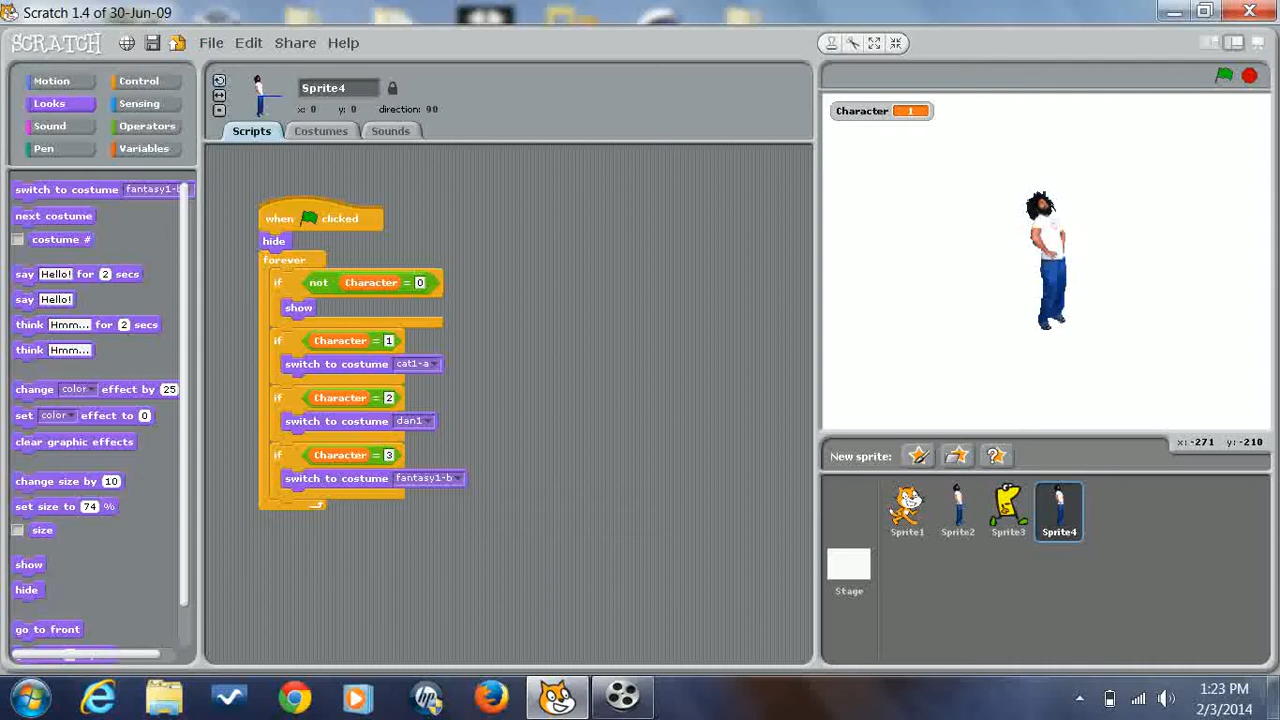 Scratch 1.4 of 30-Jun-09
SCRATCH
File Edit Share Help
Motion Control
Looks Sensing
Sound Operators
Pen Variables
Sprite4
x: 0 y: 0 direction: 90
Scripts Costumes Sounds
switch to costume fantasy1-b
next costume
costume #
say Hello! for 2 secs
say Hello!
think Hmm... for 2 secs
think Hmm...
change color effect by 25
set color effect to 0
clear graphic effects
change size by 10
set size to 74 %
size
show
hide
go to front
when clicked
hide
forever
if not Character = 0
show
if Character = 1
switch to costume cat1-a
if Character = 2
switch to costume dan1
if Character = 3
switch to costume fantasy1-b
Character 1
x: -271 y: -210
New sprite:
Sprite1 Sprite2 Sprite3 Sprite4
Stage
1:23 PM
2/3/2014